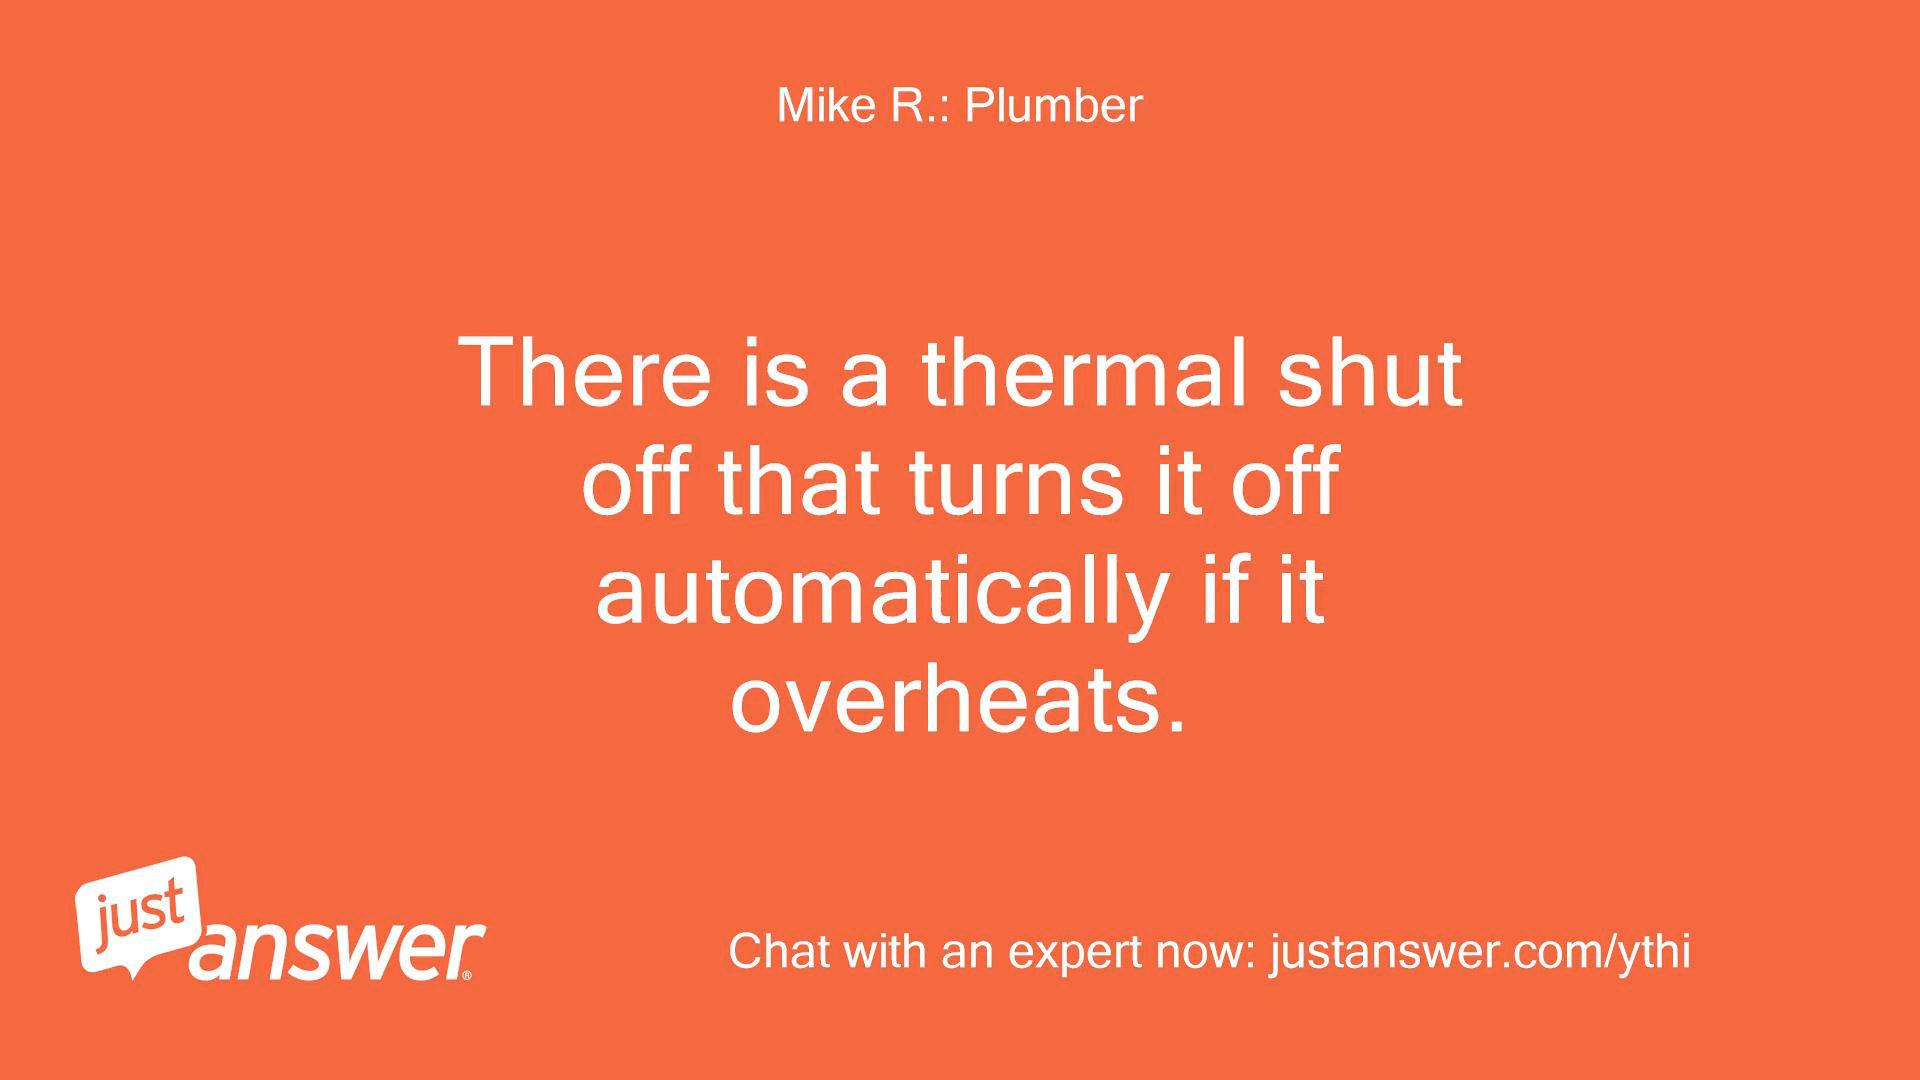 Mike R.: Plumber
There is a thermal shut
off that turns it off
automatically if it
overheats.
just
answer®
Chat with an expert now: justanswer.com/ythi